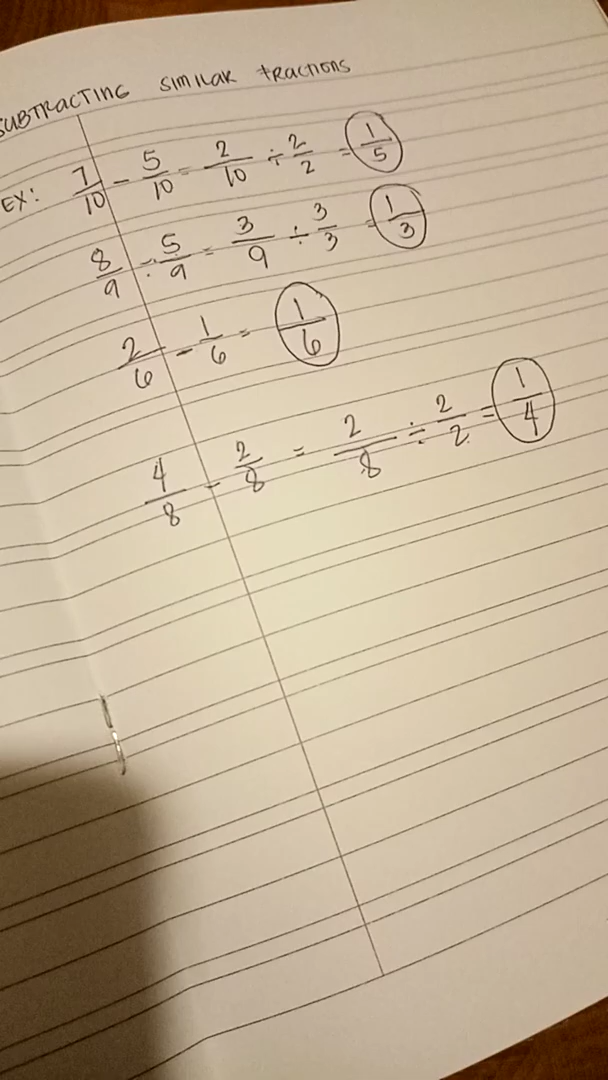 SUBTRACTING SIMILAR fractions
EX: 7/10 - 5/10 = 2/10 ÷ 2/2 = 1/5
8/9 ÷ 5/9 = 3/9 ÷ 3/3 = 1/3
2/6 - 1/6 = 1/6
4/8 - 2/8 = 2/8 ÷ 2/2 = 1/4